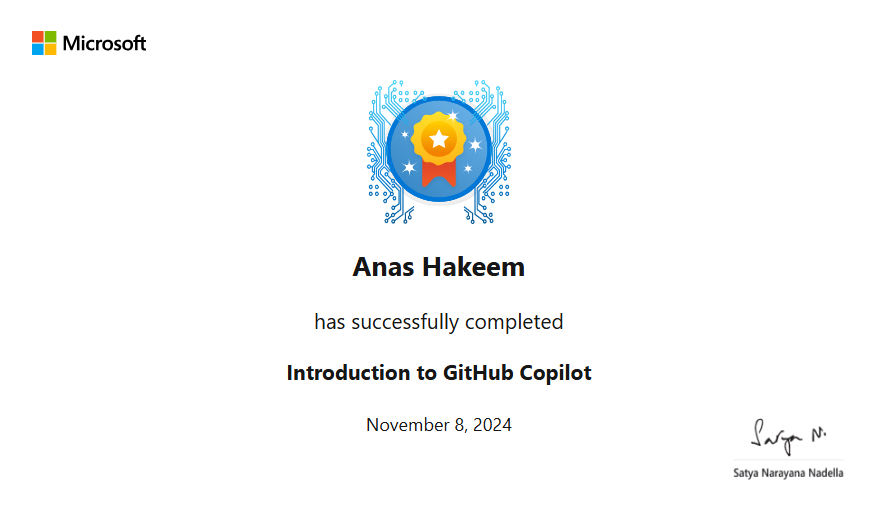 Microsoft
Anas Hakeem
has successfully completed
Introduction to GitHub Copilot
November 8, 2024
Satya N.
Satya Narayana Nadella